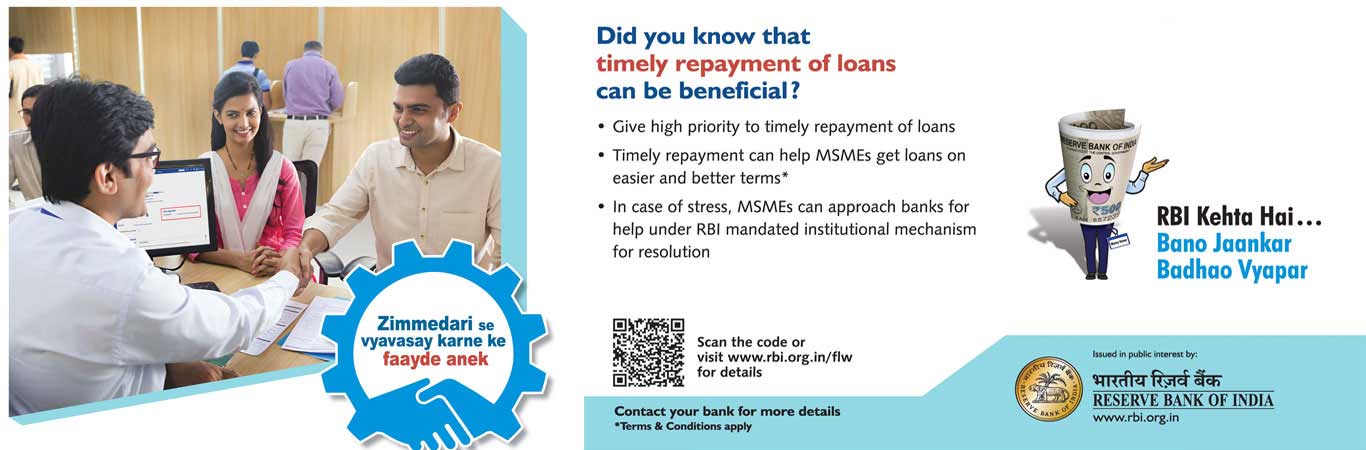 Zimmedari se
vyavasay karne ke
faayde anek
Did you know that
timely repayment of loans
can be beneficial?
• Give high priority to timely repayment of loans
• Timely repayment can help MSMEs get loans on
easier and better terms*
• In case of stress, MSMEs can approach banks for
help under RBI mandated institutional mechanism
for resolution
Scan the code or
visit www.rbi.org.in/flw
for details
Contact your bank for more details
*Terms & Conditions apply
RESERVE BANK OF INDIA
₹500
RBI Kehta Hai...
Bano Jaankar
Badhao Vyapar
Issued in public interest by:
भारतीय रिज़र्व बैंक
RESERVE BANK OF INDIA
www.rbi.org.in
भारतीय रिज़र्व बैंक
RESERVE BANK OF INDIA